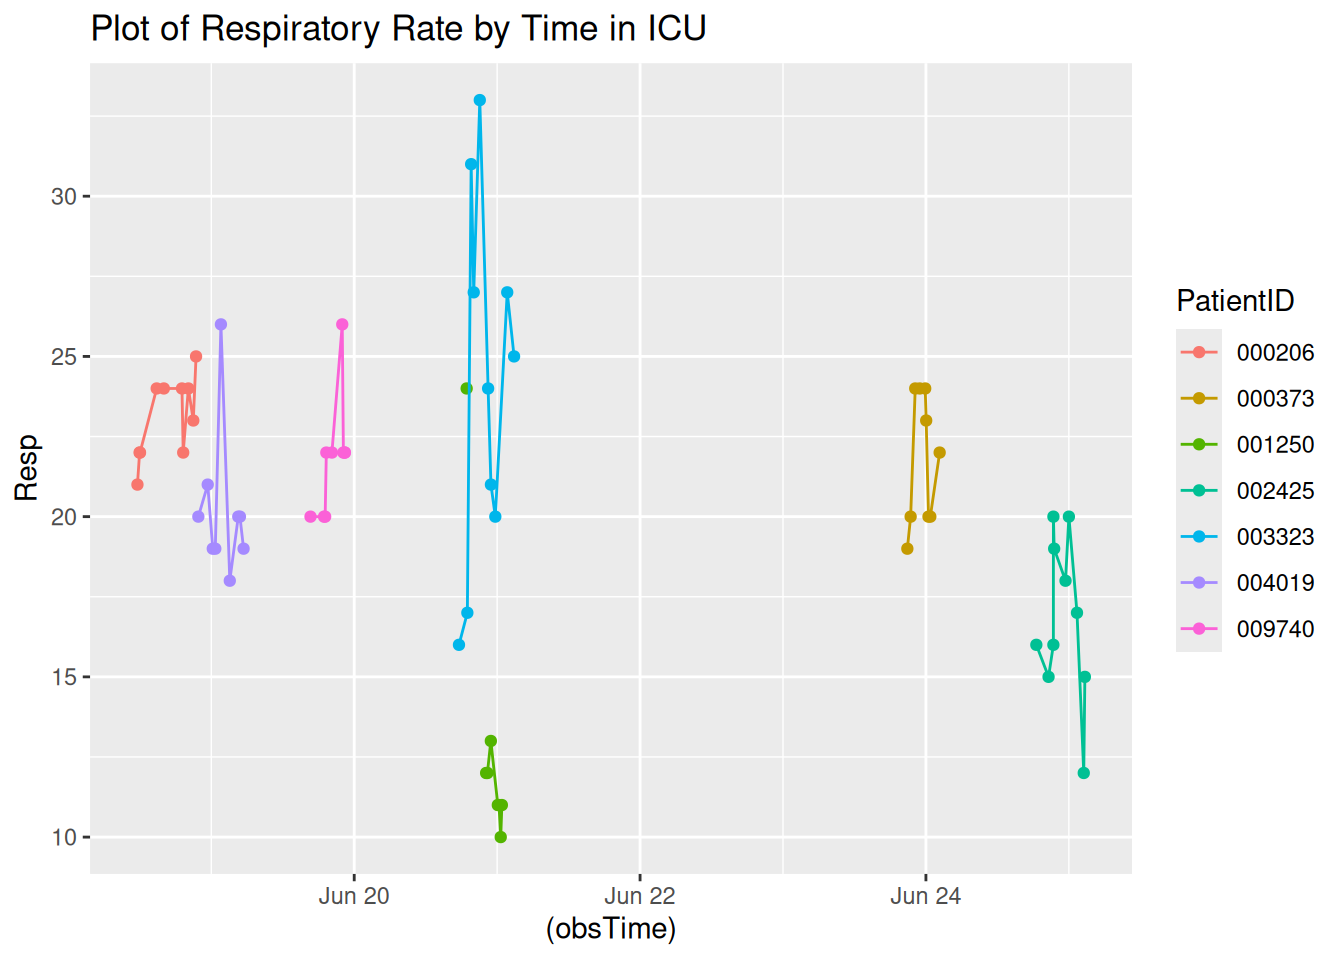 Plot of Respiratory Rate by Time in ICU
Resp
30
25
20
15
10
Jun 20
Jun 22
Jun 24
(obsTime)
PatientID
000206
000373
001250
002425
003323
004019
009740